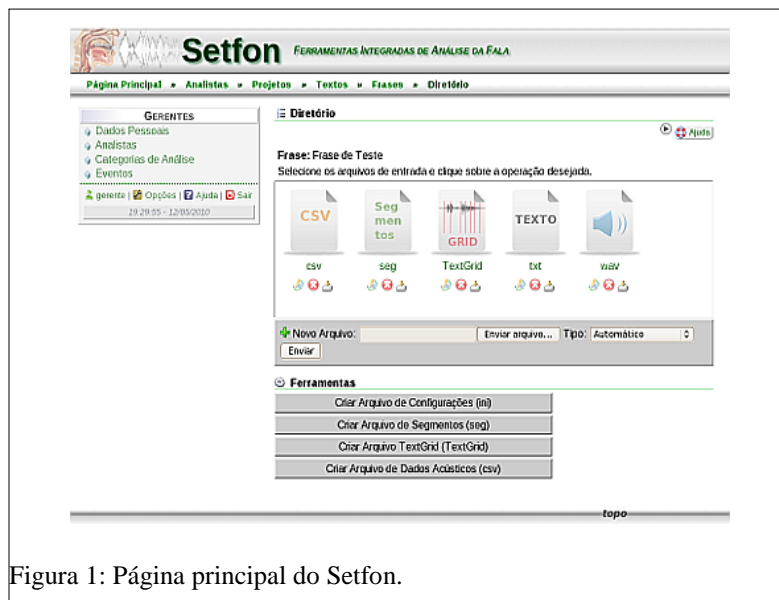 Setfon Ferramentas Integradas de Análise da Fala
Página Principal » Analistas » Projetos » Textos » Frases » Diretório
Gerentes
Dados Pessoais
Analistas
Categorias de Análise
Eventos
gerente | Opções | Ajuda | Sair
19:29:55 - 12/05/2010
Diretório
Ajuda
Frase: Frase de Teste
Selecione os arquivos de entrada e clique sobre a operação desejada.
CSV
Seg
men
tos
GRID
TEXTO
csv seg TextGrid txt wav
Novo Arquivo: Enviar arquivo... Tipo: Automático
Enviar
Ferramentas
Criar Arquivo de Configurações (ini)
Criar Arquivo de Segmentos (seg)
Criar Arquivo TextGrid (TextGrid)
Criar Arquivo de Dados Acústicos (csv)
topo
Figura 1: Página principal do Setfon.